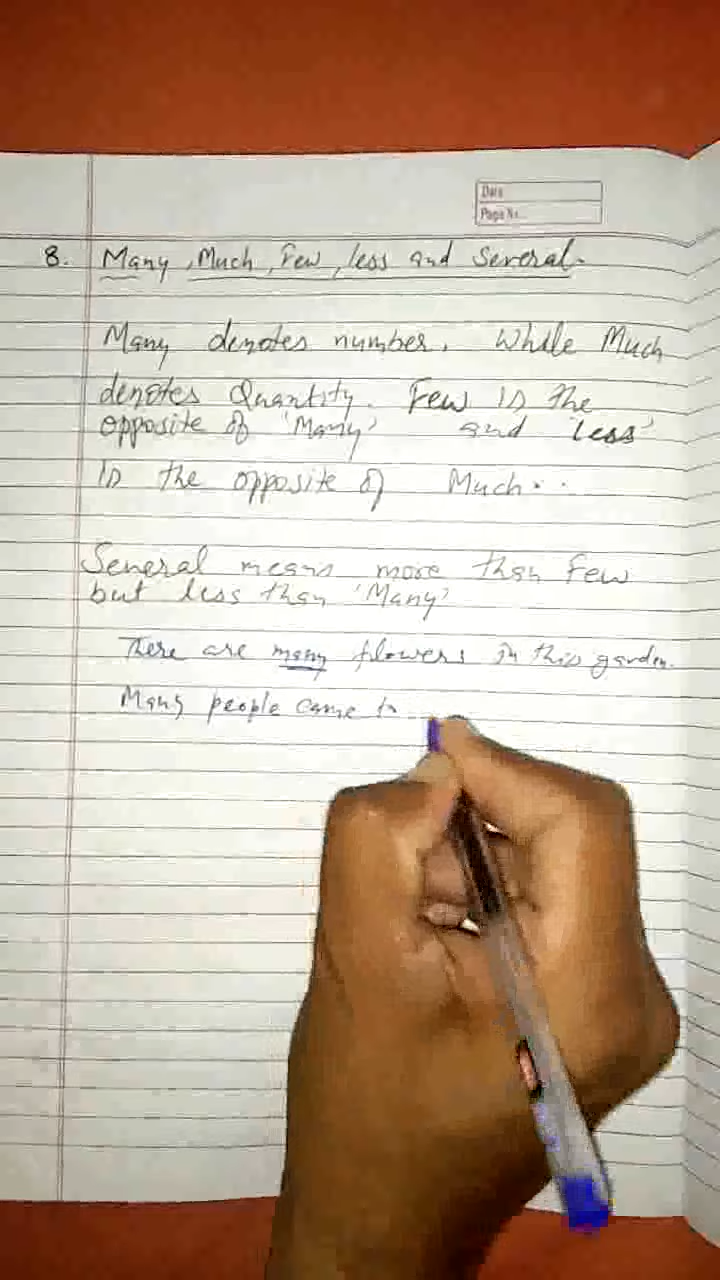 Date
Page No.
8. Many, Much, Few, less and Several.
Many denotes number. While Much
denotes Quantity. Few is the
opposite of 'Many' and 'less'
is the opposite of Much..
Several means more than Few
but less than 'Many'
There are many flowers in this garden.
Many people came to